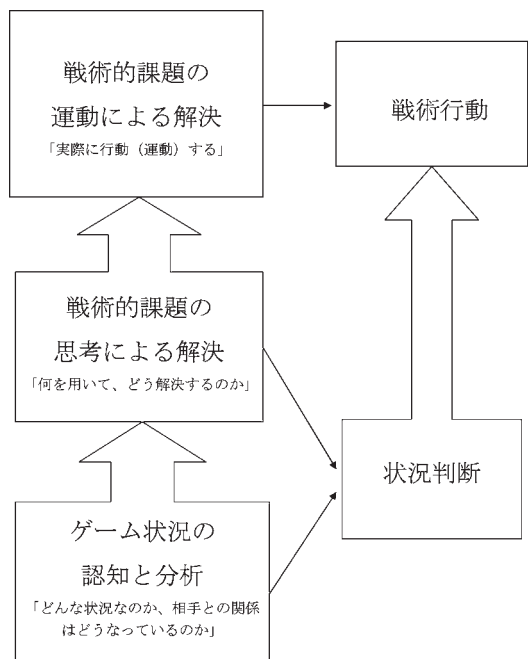 戦術的課題の
運動による解決
「実際に行動（運動）する」
戦術行動
戦術的課題の
思考による解決
「何を用いて、どう解決するのか」
状況判断
ゲーム状況の
認知と分析
「どんな状況なのか、相手との関係
はどうなっているのか」